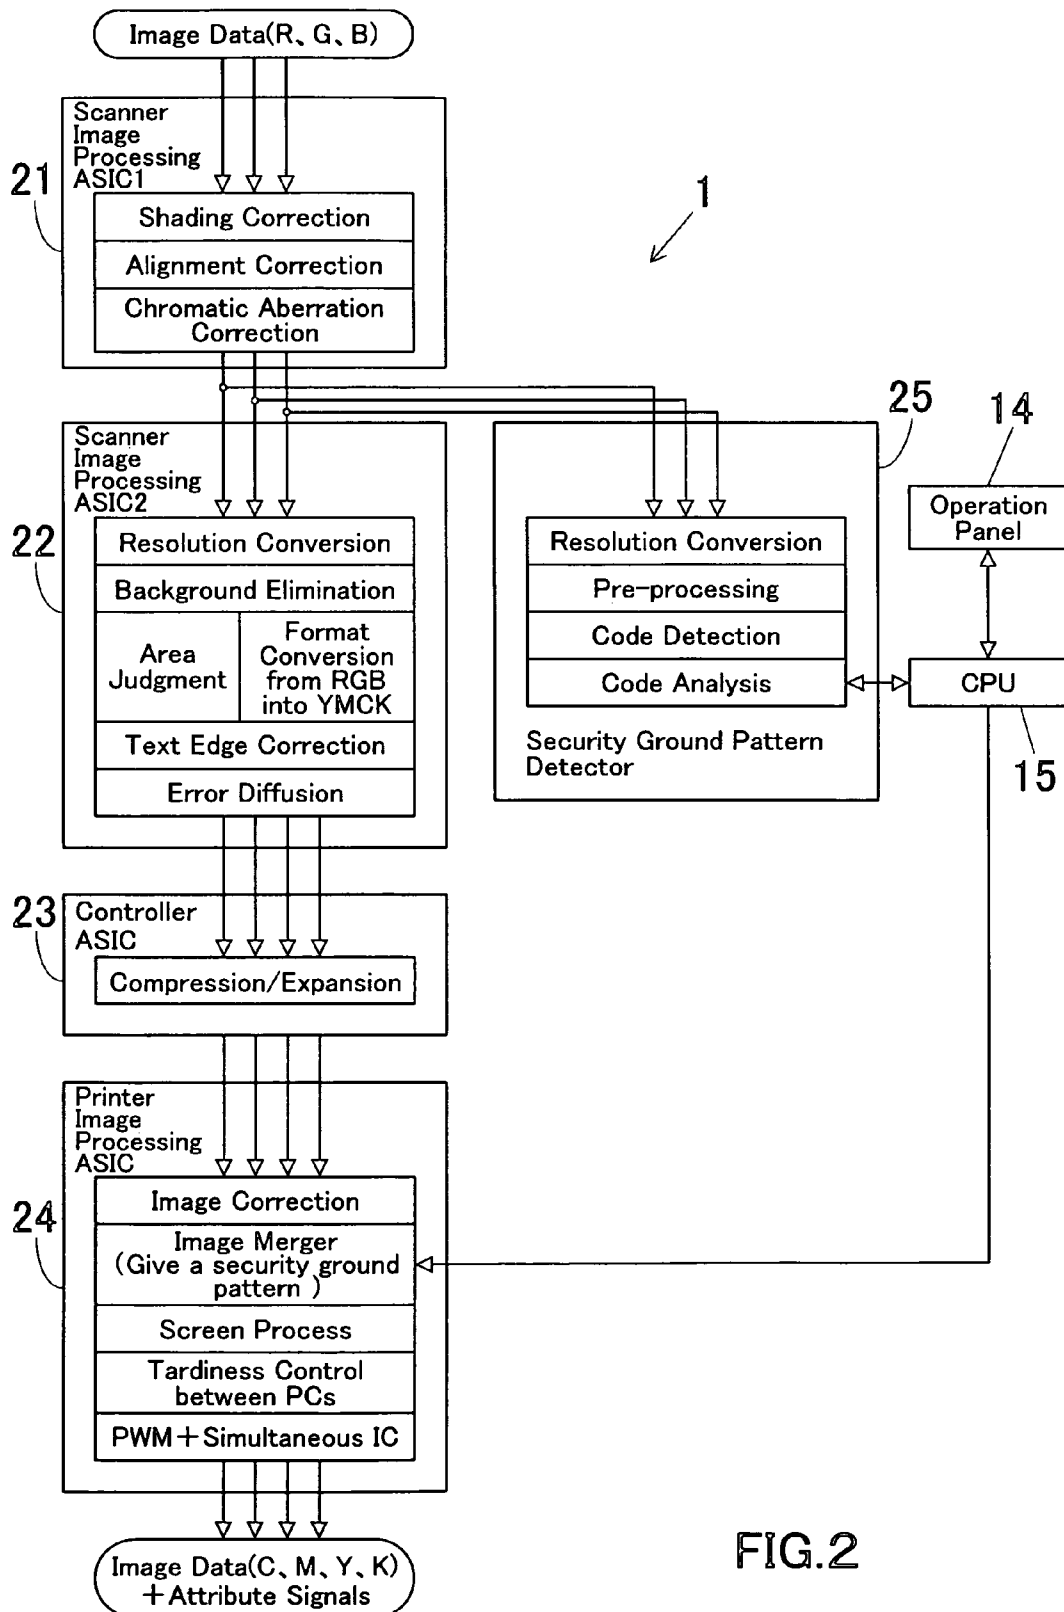 Image Data(R、G、B)
Scanner
Image
Processing
ASIC1
21
Shading Correction
Alignment Correction
Chromatic Aberration
Correction
1
Scanner
Image
Processing
ASIC2
22
Resolution Conversion
Background Elimination
Area
Judgment
Format
Conversion
from RGB
into YMCK
Text Edge Correction
Error Diffusion
25
Resolution Conversion
Pre-processing
Code Detection
Code Analysis
Security Ground Pattern
Detector
14
Operation
Panel
CPU
15
23
Controller
ASIC
Compression/Expansion
Printer
Image
Processing
ASIC
24
Image Correction
Image Merger
(Give a security ground
pattern )
Screen Process
Tardiness Control
between PCs
PWM+Simultaneous IC
Image Data(C、M、Y、K)
+Attribute Signals
FIG.2